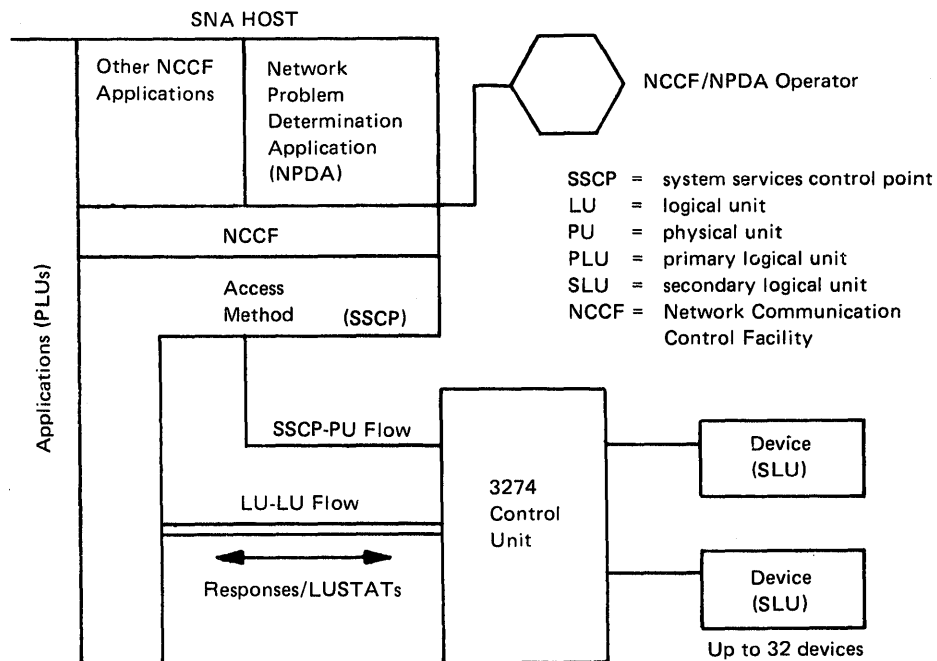 SNA HOST
Other NCCF
Applications
Network
Problem
Determination
Application
(NPDA)
NCCF/NPDA Operator
SSCP = system services control point
LU = logical unit
PU = physical unit
PLU = primary logical unit
SLU = secondary logical unit
NCCF = Network Communication
Control Facility
NCCF
Access
Method (SSCP)
Applications (PLUs)
SSCP-PU Flow
LU-LU Flow
Responses/LUSTATs
3274
Control
Unit
Device
(SLU)
Device
(SLU)
Up to 32 devices